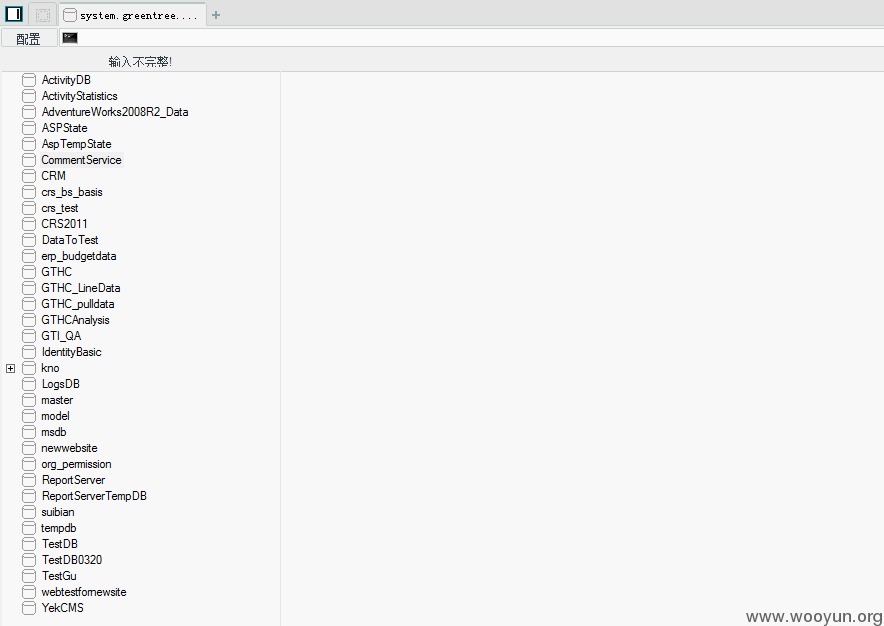 system.greentree....
配置
输入不完整!
ActivityDB
ActivityStatistics
AdventureWorks2008R2_Data
ASPState
AspTempState
CommentService
CRM
crs_bs_basis
crs_test
CRS2011
DataToTest
erp_budgetdata
GTHC
GTHC_LineData
GTHC_pulldata
GTHCAnalysis
GTI_QA
IdentityBasic
kno
LogsDB
master
model
msdb
newwebsite
org_permission
ReportServer
ReportServerTempDB
suibian
tempdb
TestDB
TestDB0320
TestGu
webtestfornewsite
YekCMS
www.wooyun.org